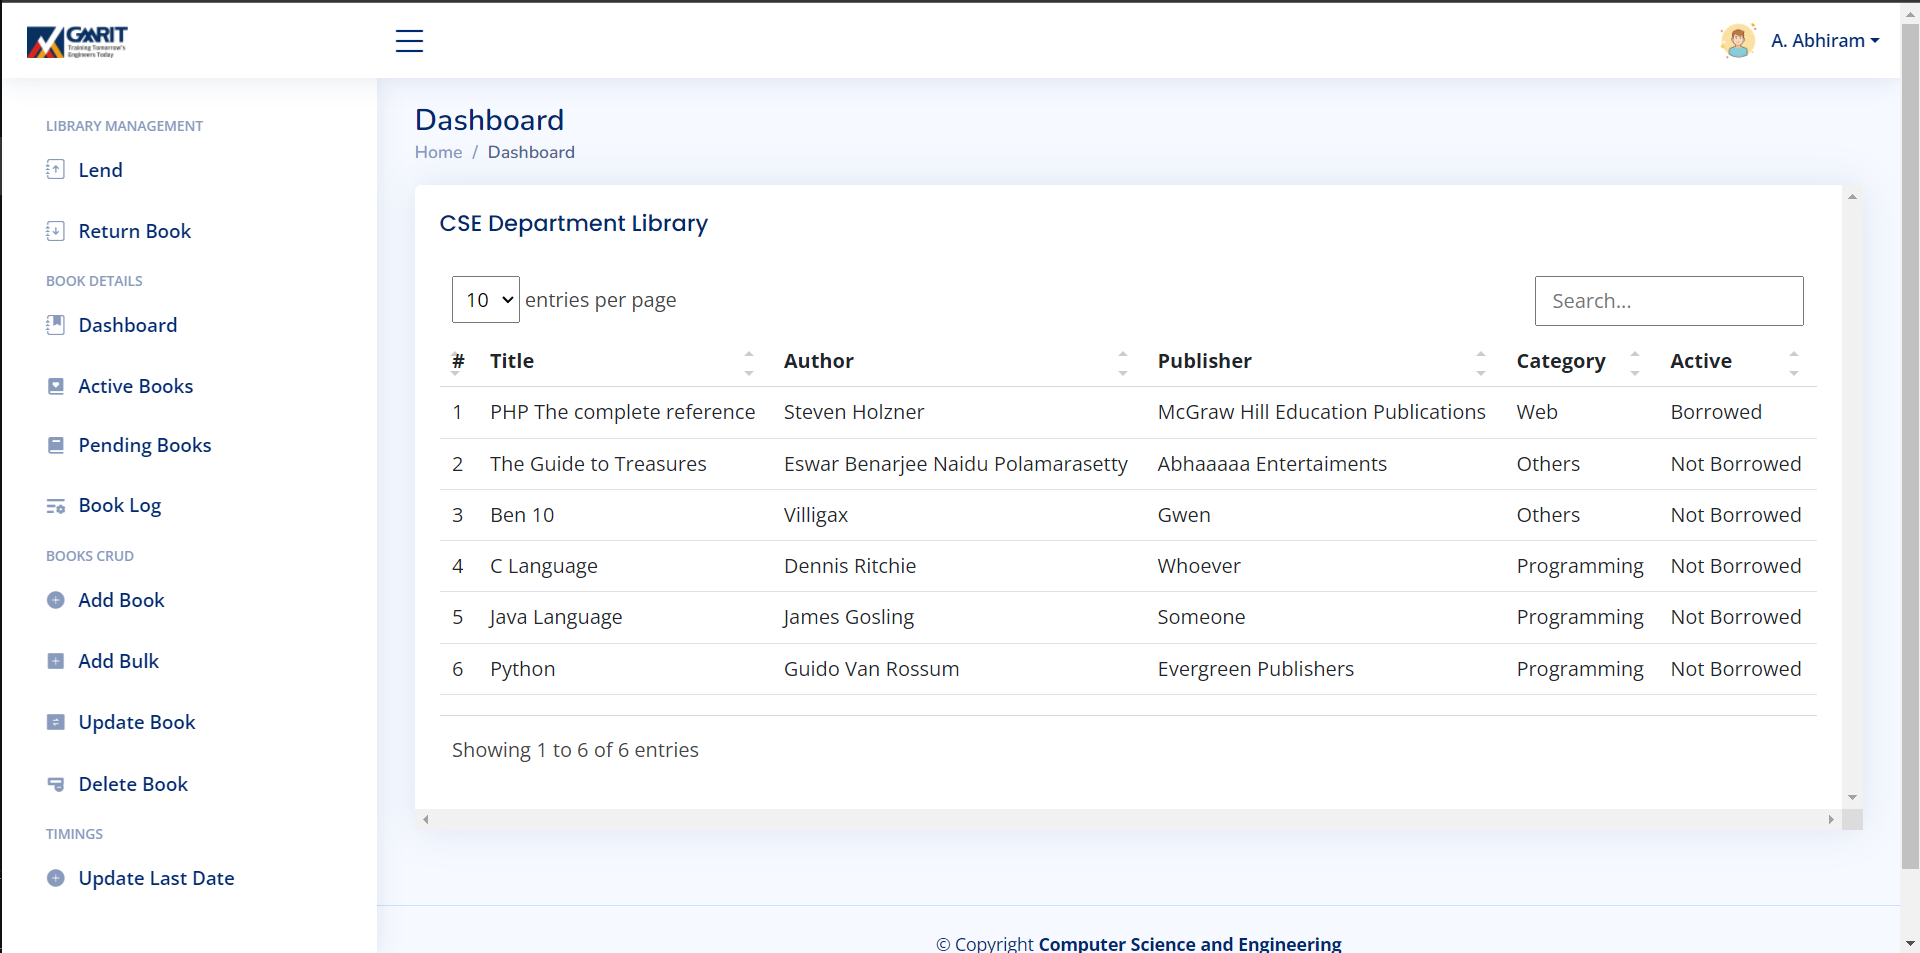 GMRIT
Training Tomorrow's
Engineers Today
A. Abhiram
LIBRARY MANAGEMENT
Lend
Return Book
BOOK DETAILS
Dashboard
Active Books
Pending Books
Book Log
BOOKS CRUD
Add Book
Add Bulk
Update Book
Delete Book
TIMINGS
Update Last Date
Dashboard
Home / Dashboard
CSE Department Library
10 entries per page
Search...
# Title Author Publisher Category Active
1 PHP The complete reference Steven Holzner McGraw Hill Education Publications Web Borrowed
2 The Guide to Treasures Eswar Benarjee Naidu Polamarasetty Abhaaaaa Entertaiments Others Not Borrowed
3 Ben 10 Villigax Gwen Others Not Borrowed
4 C Language Dennis Ritchie Whoever Programming Not Borrowed
5 Java Language James Gosling Someone Programming Not Borrowed
6 Python Guido Van Rossum Evergreen Publishers Programming Not Borrowed
Showing 1 to 6 of 6 entries
© Copyright Computer Science and Engineering